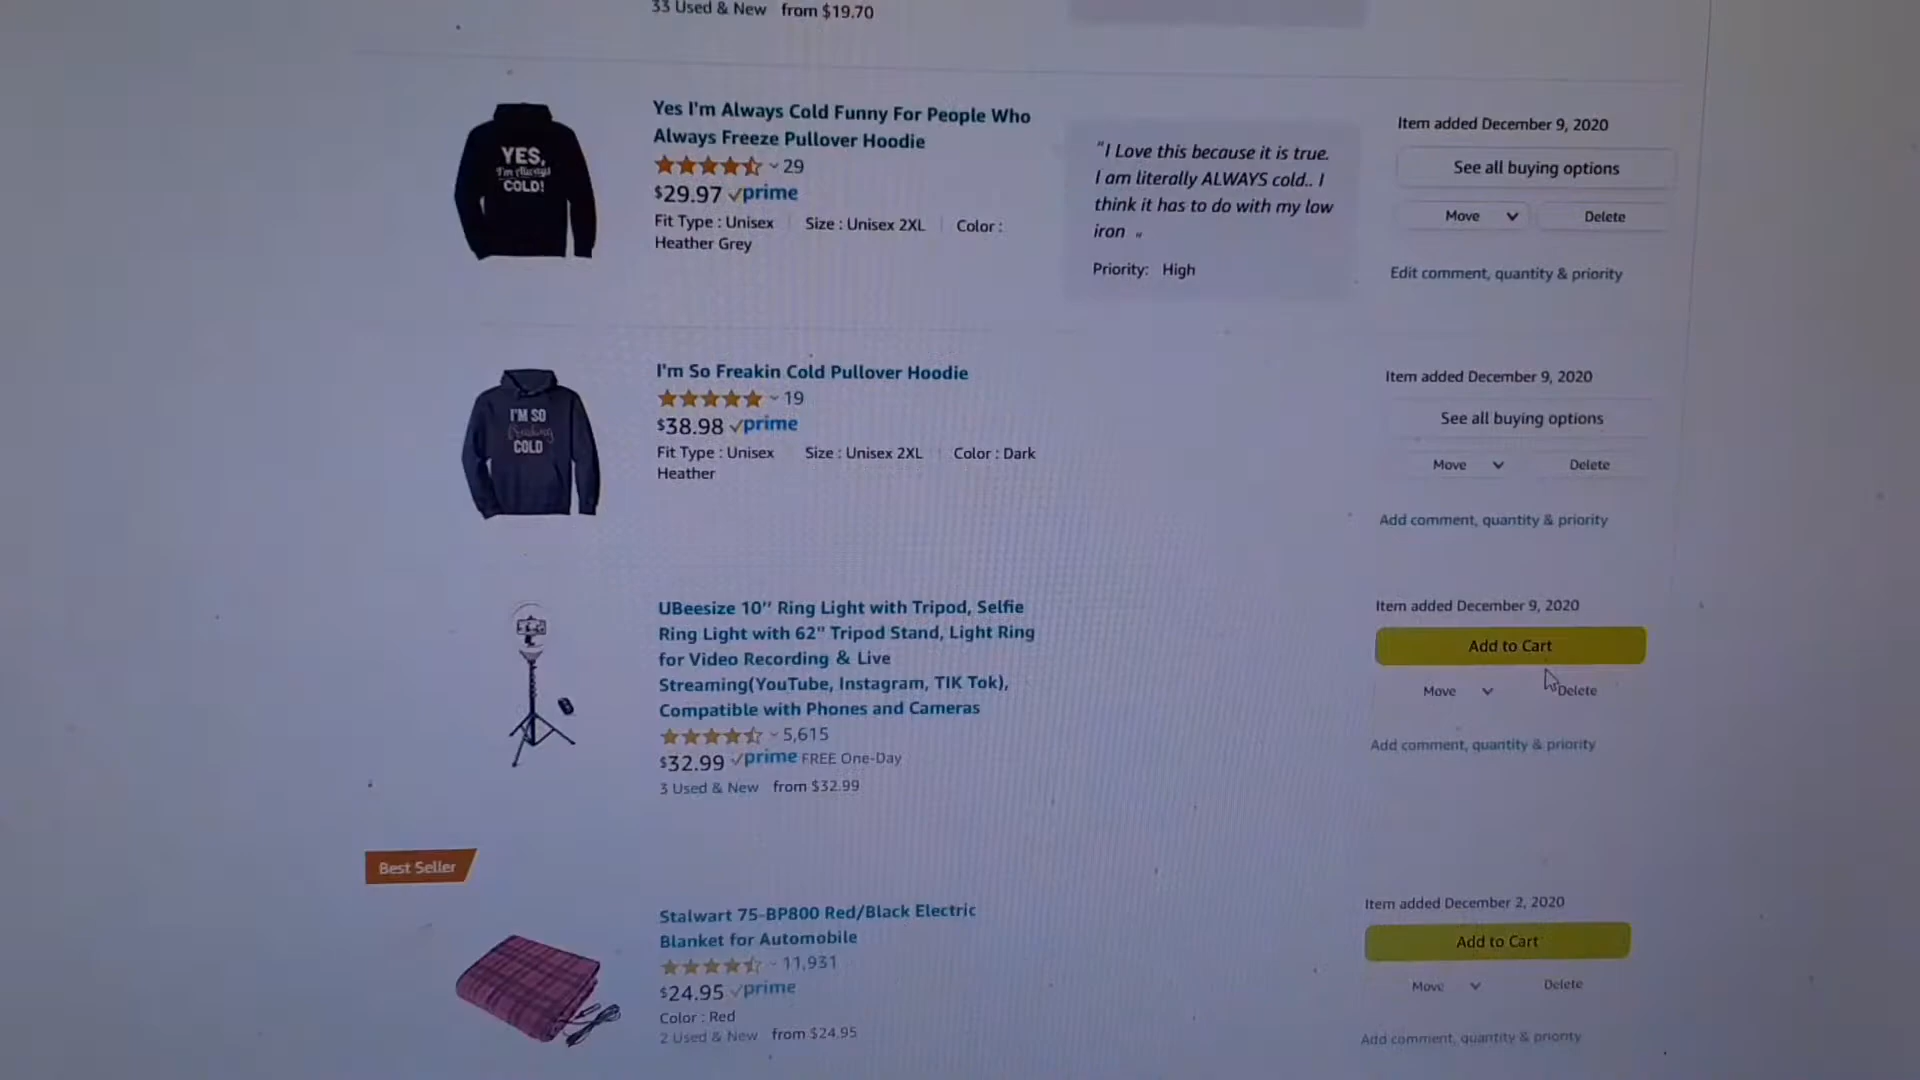 33 Used & New from $19.70
Yes I'm Always Cold Funny For People Who
Always Freeze Pullover Hoodie
29
$29.97 prime
Fit Type : Unisex Size : Unisex 2XL Color :
Heather Grey
YES,
I'm Always
COLD!
"I Love this because it is true.
I am literally ALWAYS cold.. I
think it has to do with my low
iron "
Priority: High
Item added December 9, 2020
See all buying options
Move Delete
Edit comment, quantity & priority
I'm So Freakin Cold Pullover Hoodie
19
$38.98 prime
Fit Type : Unisex Size : Unisex 2XL Color : Dark
Heather
I'M SO
COLD
Item added December 9, 2020
See all buying options
Move Delete
Add comment, quantity & priority
UBeesize 10'' Ring Light with Tripod, Selfie
Ring Light with 62" Tripod Stand, Light Ring
for Video Recording & Live
Streaming(YouTube, Instagram, TIK Tok),
Compatible with Phones and Cameras
5,615
$32.99 prime FREE One-Day
3 Used & New from $32.99
Item added December 9, 2020
Add to Cart
Move Delete
Add comment, quantity & priority
Best Seller
Stalwart 75-BP800 Red/Black Electric
Blanket for Automobile
11,931
$24.95 prime
Color : Red
2 Used & New from $24.95
Item added December 2, 2020
Add to Cart
Move Delete
Add comment, quantity & priority